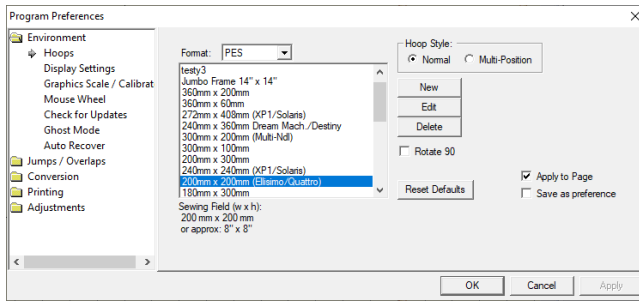 Program Preferences
Environment
Hoops
Display Settings
Graphics Scale / Calibrat
Mouse Wheel
Check for Updates
Ghost Mode
Auto Recover
Jumps / Overlaps
Conversion
Printing
Adjustments
Format: PES
testy3
Jumbo Frame 14" x 14"
360mm x 200mm
360mm x 60mm
272mm x 408mm (XP1/Solaris)
240mm x 360mm Dream Mach./Destiny
300mm x 200mm (Multi-Ndl)
300mm x 100mm
200mm x 300mm
240mm x 240mm (XP1/Solaris)
200mm x 200mm (Ellisimo/Quattro)
180mm x 300mm
Sewing Field (w x h):
200 mm x 200 mm
or approx: 8" x 8"
Hoop Style:
Normal Multi-Position
New
Edit
Delete
Rotate 90
Reset Defaults
Apply to Page
Save as preference
OK Cancel Apply